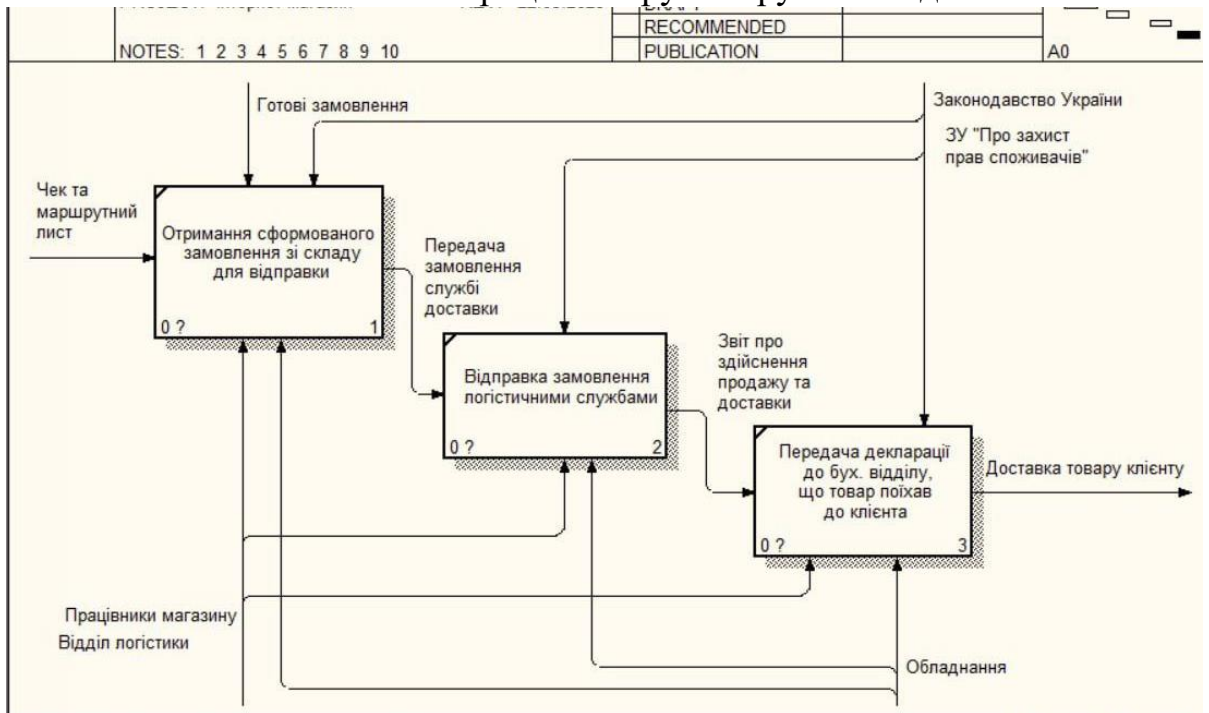 RECOMMENDED
NOTES: 1 2 3 4 5 6 7 8 9 10
PUBLICATION
A0
Готові замовлення
Законодавство України
ЗУ "Про захист
прав споживачів"
Чек та
маршрутний
лист
Отримання сформованого
замовлення зі складу
для відправки
0 ?
1
Передача
замовлення
службі
доставки
Відправка замовлення
логістичними службами
0 ?
2
Звіт про
здійснення
продажу та
доставки
Передача декларації
до бух. відділу,
що товар поїхав
до клієнта
0 ?
3
Доставка товару клієнту
Працівники магазину
Відділ логістики
Обладнання